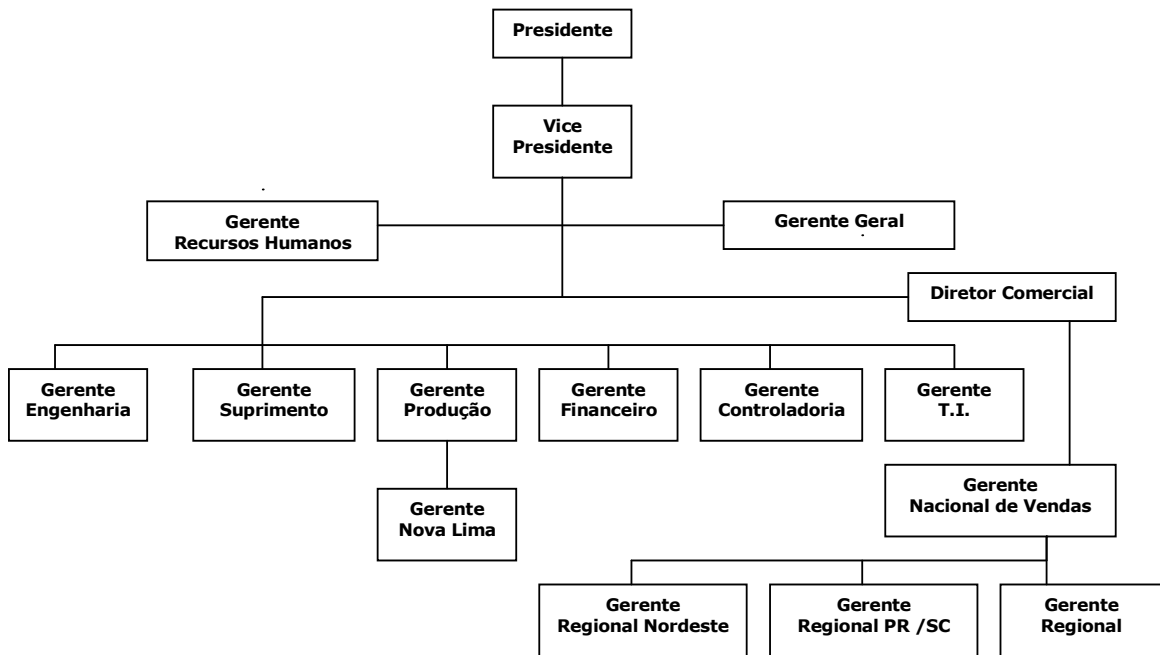 Presidente
Vice
Presidente
Gerente
Recursos Humanos
Gerente Geral
Diretor Comercial
Gerente
Engenharia
Gerente
Suprimento
Gerente
Produção
Gerente
Financeiro
Gerente
Controladoria
Gerente
T.I.
Gerente
Nova Lima
Gerente
Nacional de Vendas
Gerente
Regional Nordeste
Gerente
Regional PR /SC
Gerente
Regional